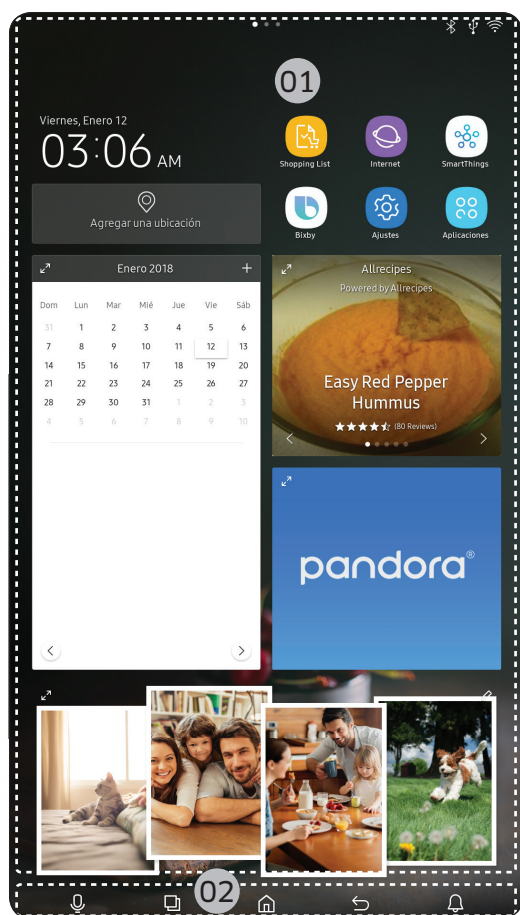 01
Viernes, Enero 12
03:06 AM
Agregar una ubicación
Shopping List
Internet
SmartThings
Bixby
Ajustes
Aplicaciones
Enero 2018 +
Dom Lun Mar Mié Jue Vie Sáb
31 1 2 3 4 5 6
7 8 9 10 11 12 13
14 15 16 17 18 19 20
21 22 23 24 25 26 27
28 29 30 31 1 2 3
4 5 6 7 8 9 10
Allrecipes
Powered by Allrecipes
Easy Red Pepper
Hummus
(80 Reviews)
pandora®
02